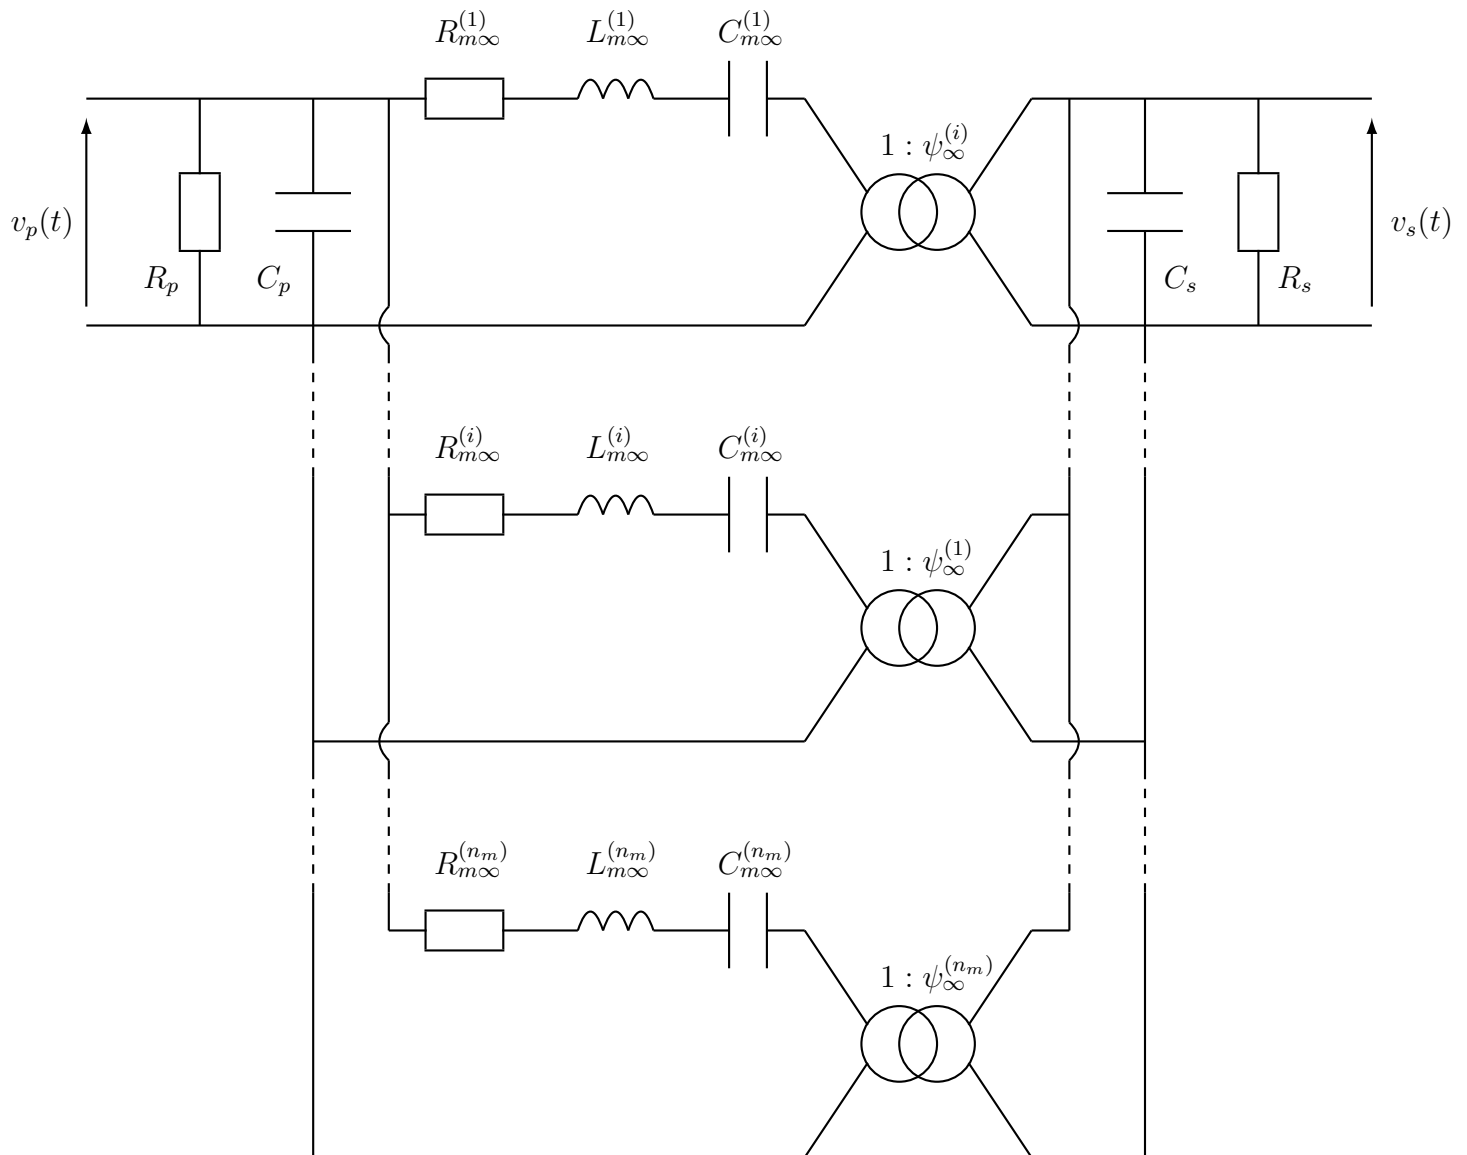 R_{m∞}^{(1)} L_{m∞}^{(1)} C_{m∞}^{(1)}
1 : ψ_∞^{(i)}
v_p(t) R_p C_p C_s R_s v_s(t)
R_{m∞}^{(i)} L_{m∞}^{(i)} C_{m∞}^{(i)}
1 : ψ_∞^{(1)}
R_{m∞}^{(n_m)} L_{m∞}^{(n_m)} C_{m∞}^{(n_m)}
1 : ψ_∞^{(n_m)}